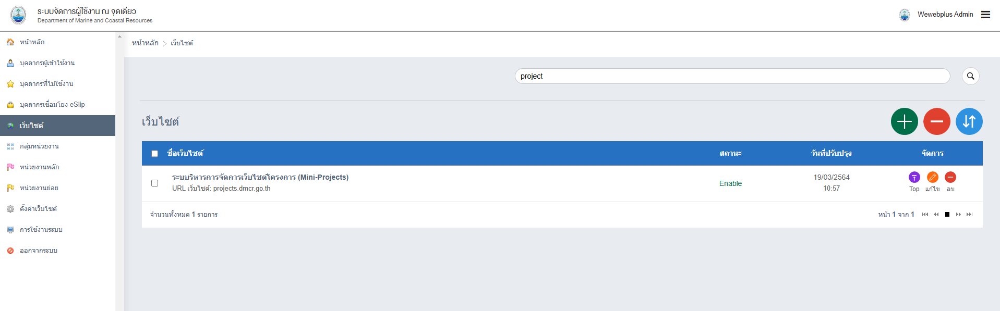 ระบบจัดการผู้ใช้งาน ณ จุดเดียว
Department of Marine and Coastal Resources
Wewebplus Admin
หน้าหลัก
บุคลากรผู้เข้าใช้งาน
บุคลากรที่ไม่ใช้งาน
บุคลากรเชื่อมโยง eSlip
เว็บไซต์
กลุ่มหน่วยงาน
หน่วยงานหลัก
หน่วยงานย่อย
ตั้งค่าเว็บไซต์
การใช้งานระบบ
ออกจากระบบ
หน้าหลัก > เว็บไซต์
project
เว็บไซต์
ชื่อเว็บไซต์ สถานะ วันที่ปรับปรุง จัดการ
ระบบริหารการจัดการเว็บไซต์โครงการ (Mini-Projects)
URL เว็บไซต์: projects.dmcr.go.th
Enable
19/03/2564
10:57
Top แก้ไข ลบ
จำนวนทั้งหมด 1 รายการ
หน้า 1 จาก 1